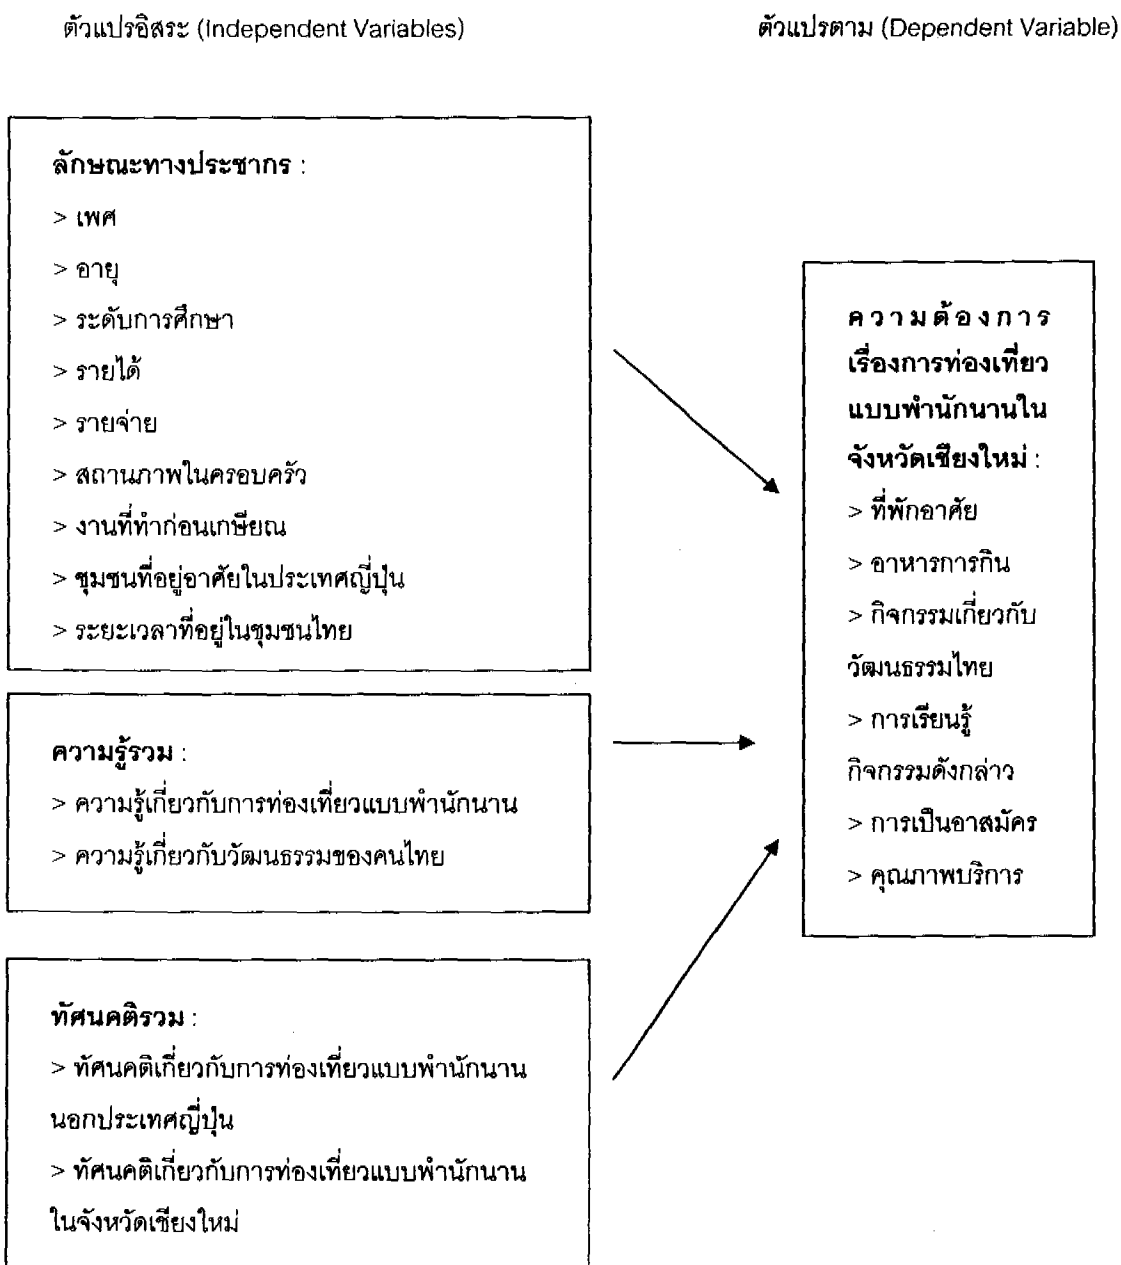 ตัวแปรอิสระ (Independent Variables)
ตัวแปรตาม (Dependent Variable)
ลักษณะทางประชากร :
> เพศ
> อายุ
> ระดับการศึกษา
> รายได้
> รายจ่าย
> สถานภาพในครอบครัว
> งานที่ทำก่อนเกษียณ
> ชุมชนที่อยู่อาศัยในประเทศญี่ปุ่น
> ระยะเวลาที่อยู่ในชุมชนไทย
ความรู้รวม :
> ความรู้เกี่ยวกับการท่องเที่ยวแบบพำนักนาน
> ความรู้เกี่ยวกับวัฒนธรรมของคนไทย
ทัศนคติรวม :
> ทัศนคติเกี่ยวกับการท่องเที่ยวแบบพำนักนาน
นอกประเทศญี่ปุ่น
> ทัศนคติเกี่ยวกับการท่องเที่ยวแบบพำนักนาน
ในจังหวัดเชียงใหม่
ความต้องการ
เรื่องการท่องเที่ยว
แบบพำนักนานใน
จังหวัดเชียงใหม่ :
> ที่พักอาศัย
> อาหารการกิน
> กิจกรรมเกี่ยวกับ
วัฒนธรรมไทย
> การเรียนรู้
กิจกรรมดังกล่าว
> การเป็นอาสมัคร
> คุณภาพบริการ